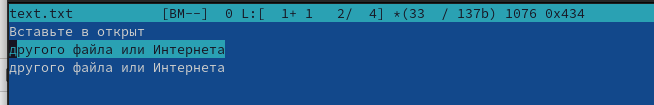 text.txt [BM--] 0 L:[ 1+ 1 2/ 4] *(33 / 137b) 1076 0x434
Вставьте в открыт
другого файла или Интернета
другого файла или Интернета